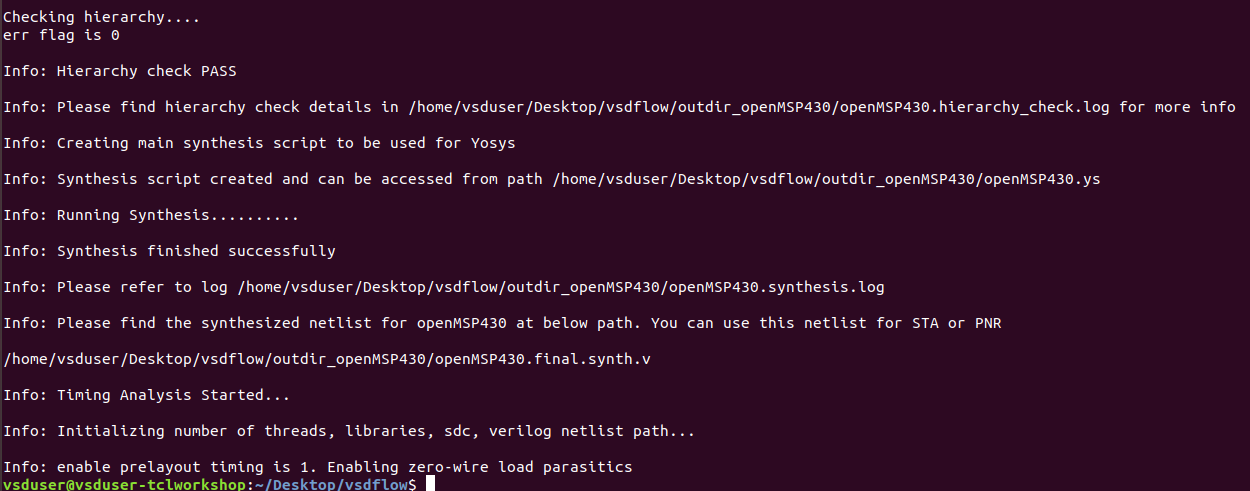 Checking hierarchy....
err flag is 0
Info: Hierarchy check PASS
Info: Please find hierarchy check details in /home/vsduser/Desktop/vsdflow/outdir_openMSP430/openMSP430.hierarchy_check.log for more info
Info: Creating main synthesis script to be used for Yosys
Info: Synthesis script created and can be accessed from path /home/vsduser/Desktop/vsdflow/outdir_openMSP430/openMSP430.ys
Info: Running Synthesis..........
Info: Synthesis finished successfully
Info: Please refer to log /home/vsduser/Desktop/vsdflow/outdir_openMSP430/openMSP430.synthesis.log
Info: Please find the synthesized netlist for openMSP430 at below path. You can use this netlist for STA or PNR
/home/vsduser/Desktop/vsdflow/outdir_openMSP430/openMSP430.final.synth.v
Info: Timing Analysis Started...
Info: Initializing number of threads, libraries, sdc, verilog netlist path...
Info: enable prelayout timing is 1. Enabling zero-wire load parasitics
vsduser@vsduser-tclworkshop:~/Desktop/vsdflow$